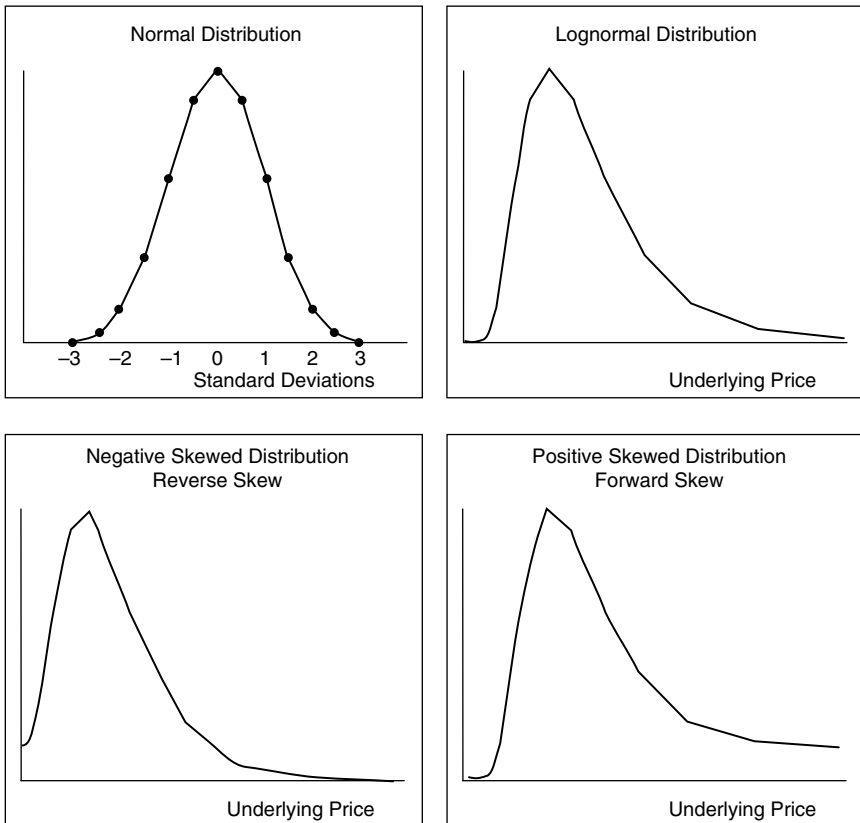 Normal Distribution
–3 –2 –1 0 1 2 3
Standard Deviations
Lognormal Distribution
Underlying Price
Negative Skewed Distribution
Reverse Skew
Underlying Price
Positive Skewed Distribution
Forward Skew
Underlying Price